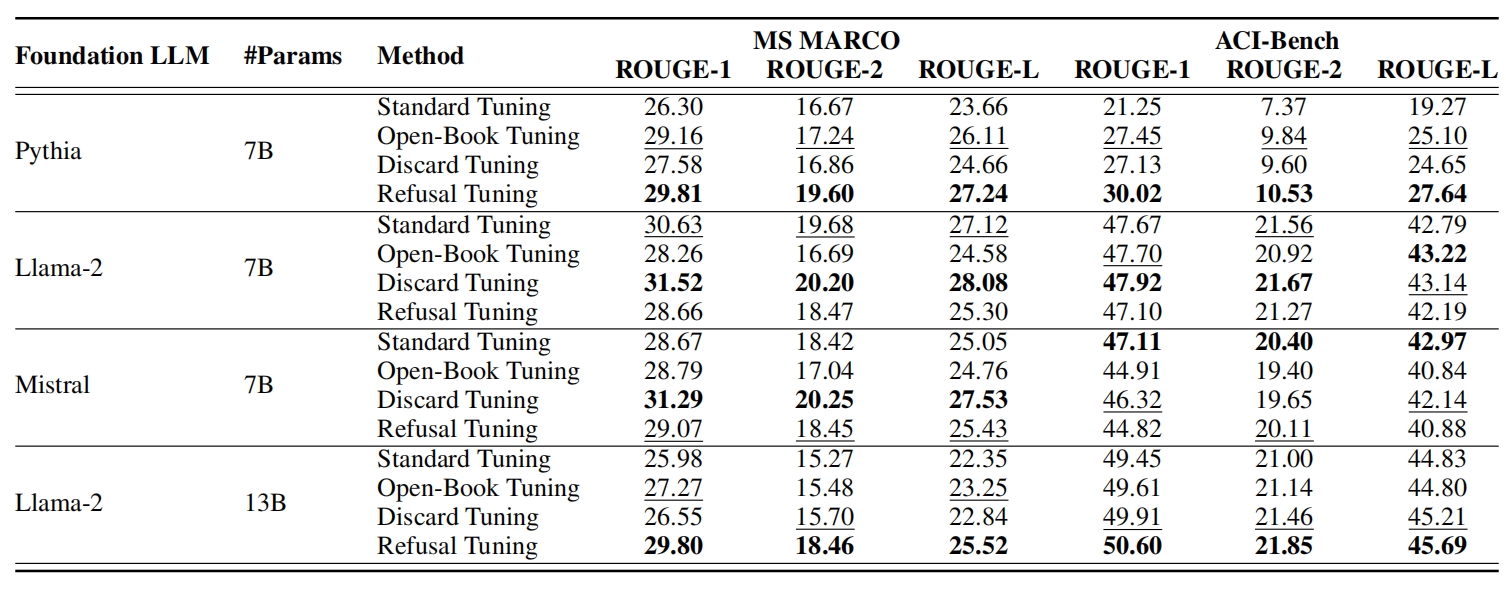 MS MARCO ACI-Bench
Foundation LLM #Params Method
ROUGE-1 ROUGE-2 ROUGE-L ROUGE-1 ROUGE-2 ROUGE-L
Standard Tuning 26.30 16.67 23.66 21.25 7.37 19.27
Open-Book Tuning 29.16 17.24 26.11 27.45 9.84 25.10
Pythia 7B
Discard Tuning 27.58 16.86 24.66 27.13 9.60 24.65
Refusal Tuning 29.81 19.60 27.24 30.02 10.53 27.64
Standard Tuning 30.63 19.68 27.12 47.67 21.56 42.79
Open-Book Tuning 28.26 16.69 24.58 47.70 20.92 43.22
Llama-2 7B
Discard Tuning 31.52 20.20 28.08 47.92 21.67 43.14
Refusal Tuning 28.66 18.47 25.30 47.10 21.27 42.19
Standard Tuning 28.67 18.42 25.05 47.11 20.40 42.97
Open-Book Tuning 28.79 17.04 24.76 44.91 19.40 40.84
Mistral 7B
Discard Tuning 31.29 20.25 27.53 46.32 19.65 42.14
Refusal Tuning 29.07 18.45 25.43 44.82 20.11 40.88
Standard Tuning 25.98 15.27 22.35 49.45 21.00 44.83
Open-Book Tuning 27.27 15.48 23.25 49.61 21.14 44.80
Llama-2 13B
Discard Tuning 26.55 15.70 22.84 49.91 21.46 45.21
Refusal Tuning 29.80 18.46 25.52 50.60 21.85 45.69